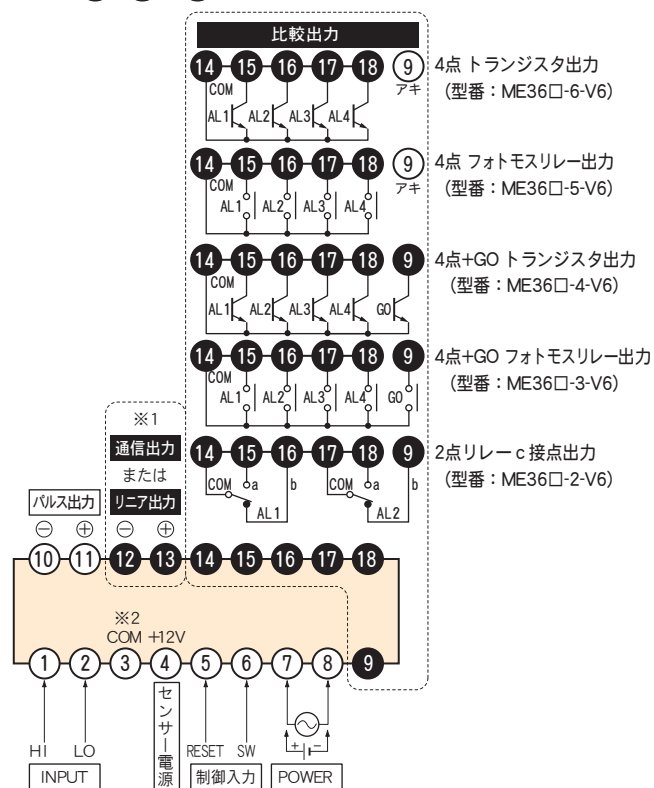 比較出力
14 15 16 17 18 9 4点 トランジスタ出力
COM アキ (型番：ME36□-6-V6)
AL1 AL2 AL3 AL4
14 15 16 17 18 9 4点 フォトモスリレー出力
COM アキ (型番：ME36□-5-V6)
AL1 AL2 AL3 AL4
14 15 16 17 18 9 4点+GO トランジスタ出力
COM (型番：ME36□-4-V6)
AL1 AL2 AL3 AL4 GO
14 15 16 17 18 9 4点+GO フォトモスリレー出力
COM (型番：ME36□-3-V6)
AL1 AL2 AL3 AL4 GO
14 15 16 17 18 9 2点リレー c 接点出力
COM a b COM a b (型番：ME36□-2-V6)
AL1 AL2
※1
通信出力
または
パルス出力 リニア出力
⊖ ⊕ ⊖ ⊕
10 11 12 13 14 15 16 17 18
※2
COM +12V
1 2 3 4 5 6 7 8 9
センサー電源
+ −
HI LO RESET SW
INPUT 制御入力 POWER